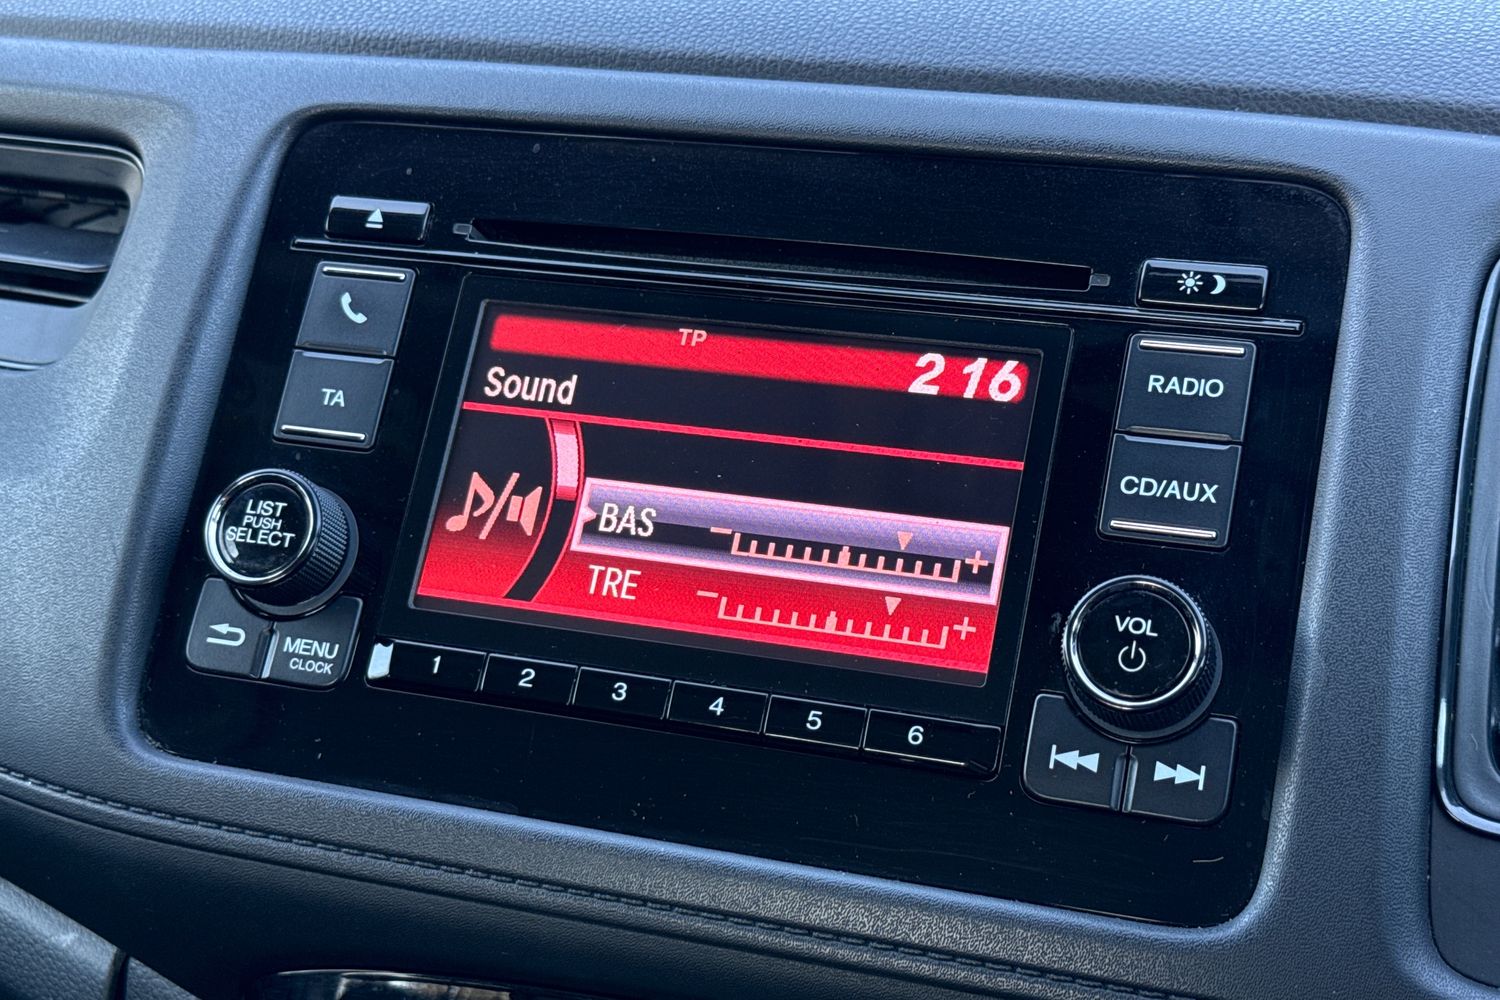 TP
2 16
Sound
BAS
- +
TRE
- +
TA
RADIO
CD/AUX
LIST
PUSH
SELECT
MENU
CLOCK
VOL
1 2 3 4 5 6